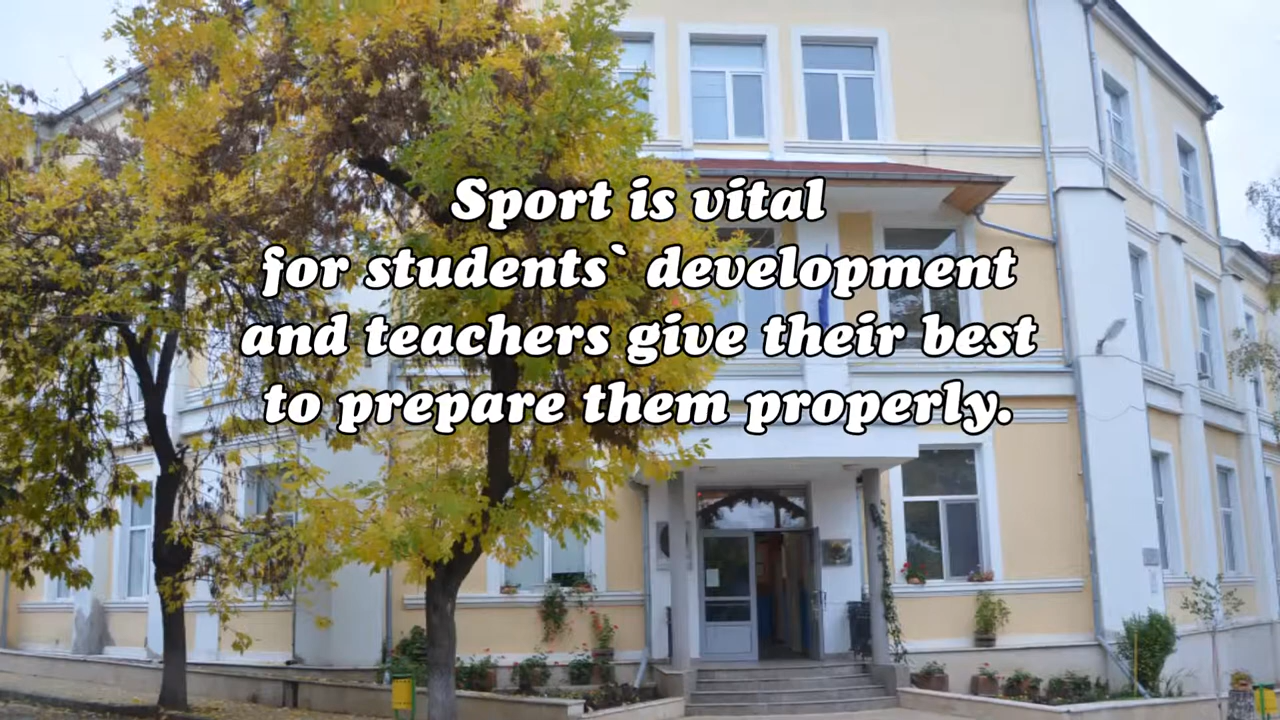 Sport is vital
for students` development
and teachers give their best
to prepare them properly.